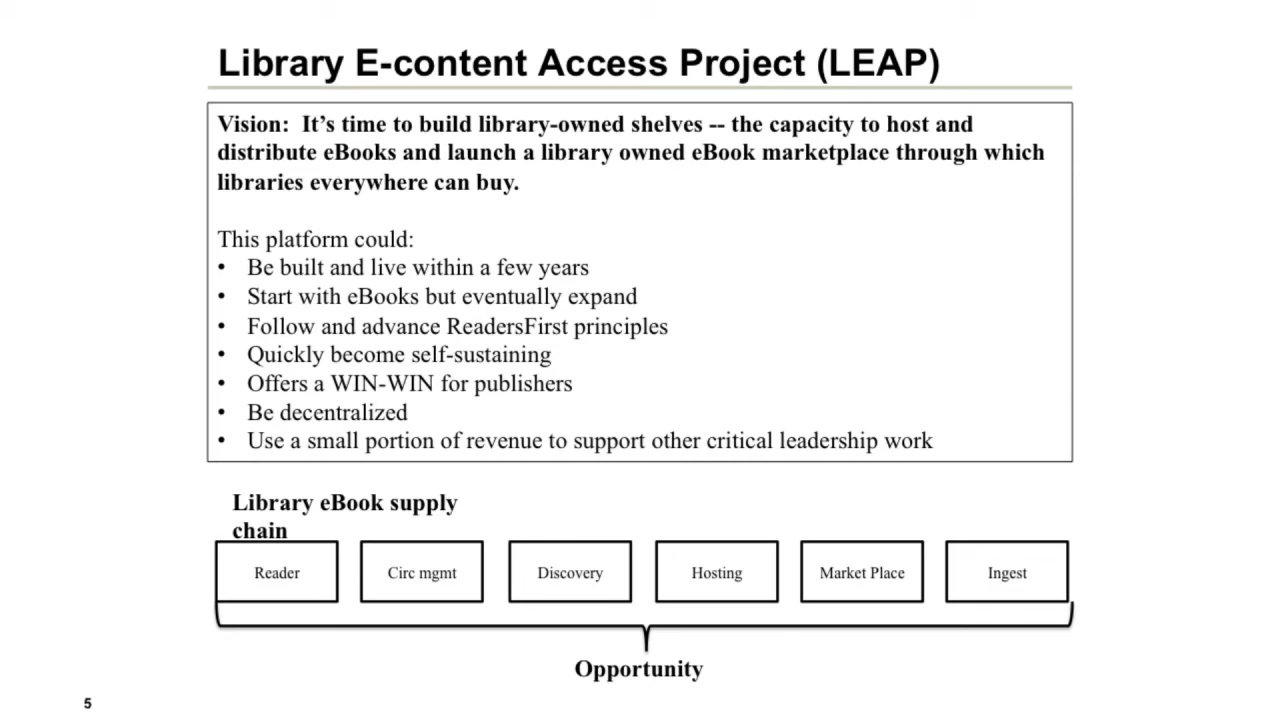 Library E-content Access Project (LEAP)
Vision:  It’s time to build library-owned shelves -- the capacity to host and
distribute eBooks and launch a library owned eBook marketplace through which
libraries everywhere can buy.
This platform could:
• Be built and live within a few years
• Start with eBooks but eventually expand
• Follow and advance ReadersFirst principles
• Quickly become self-sustaining
• Offers a WIN-WIN for publishers
• Be decentralized
• Use a small portion of revenue to support other critical leadership work
Library eBook supply
chain
Reader
Circ mgmt
Discovery
Hosting
Market Place
Ingest
Opportunity
5